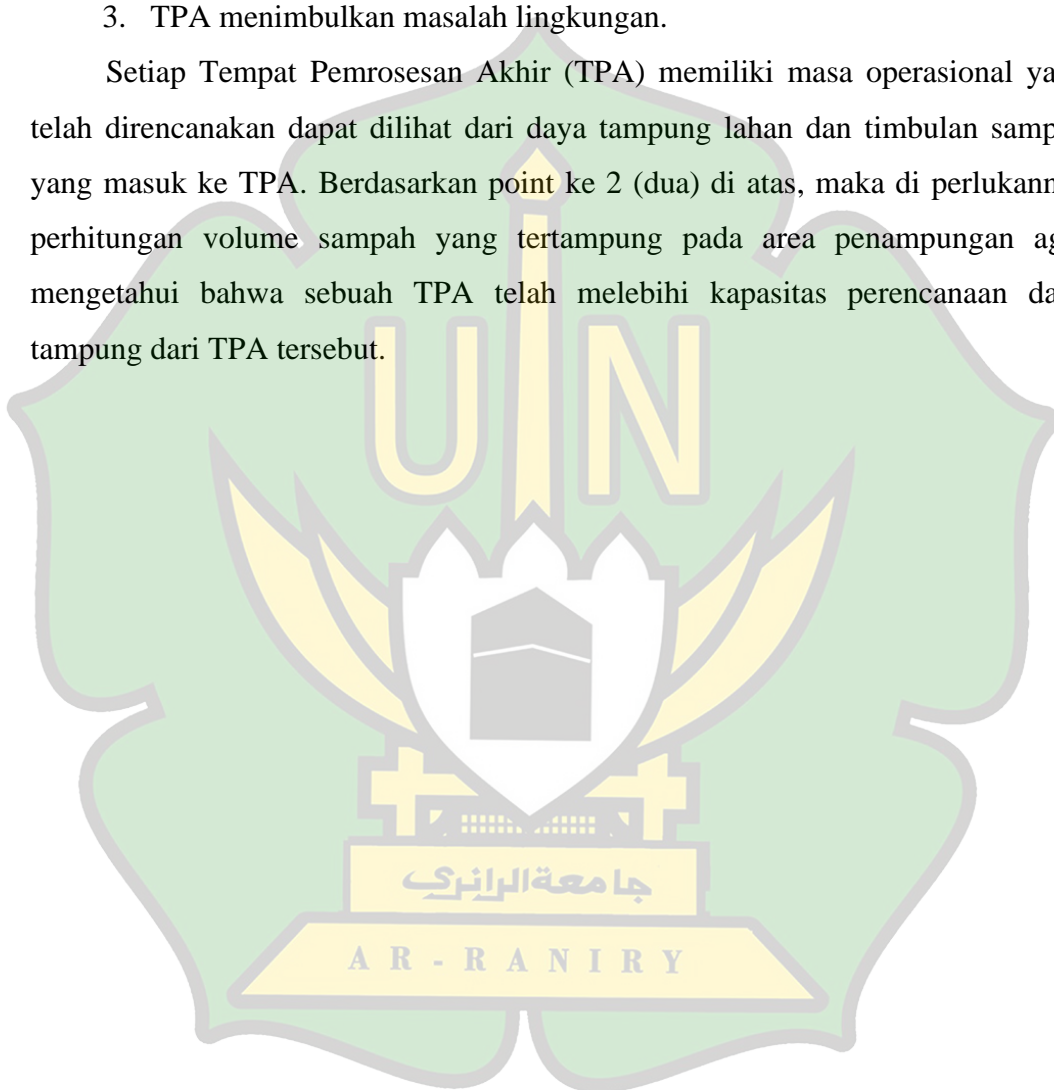 3. TPA menimbulkan masalah lingkungan.
Setiap Tempat Pemrosesan Akhir (TPA) memiliki masa operasional ya
telah direncanakan dapat dilihat dari daya tampung lahan dan timbulan samp
yang masuk ke TPA. Berdasarkan point ke 2 (dua) di atas, maka di perlukann
perhitungan volume sampah yang tertampung pada area penampungan ag
mengetahui bahwa sebuah TPA telah melebihi kapasitas perencanaan da
tampung dari TPA tersebut.
UIN
جامعة الرانري
AR-RANIRY